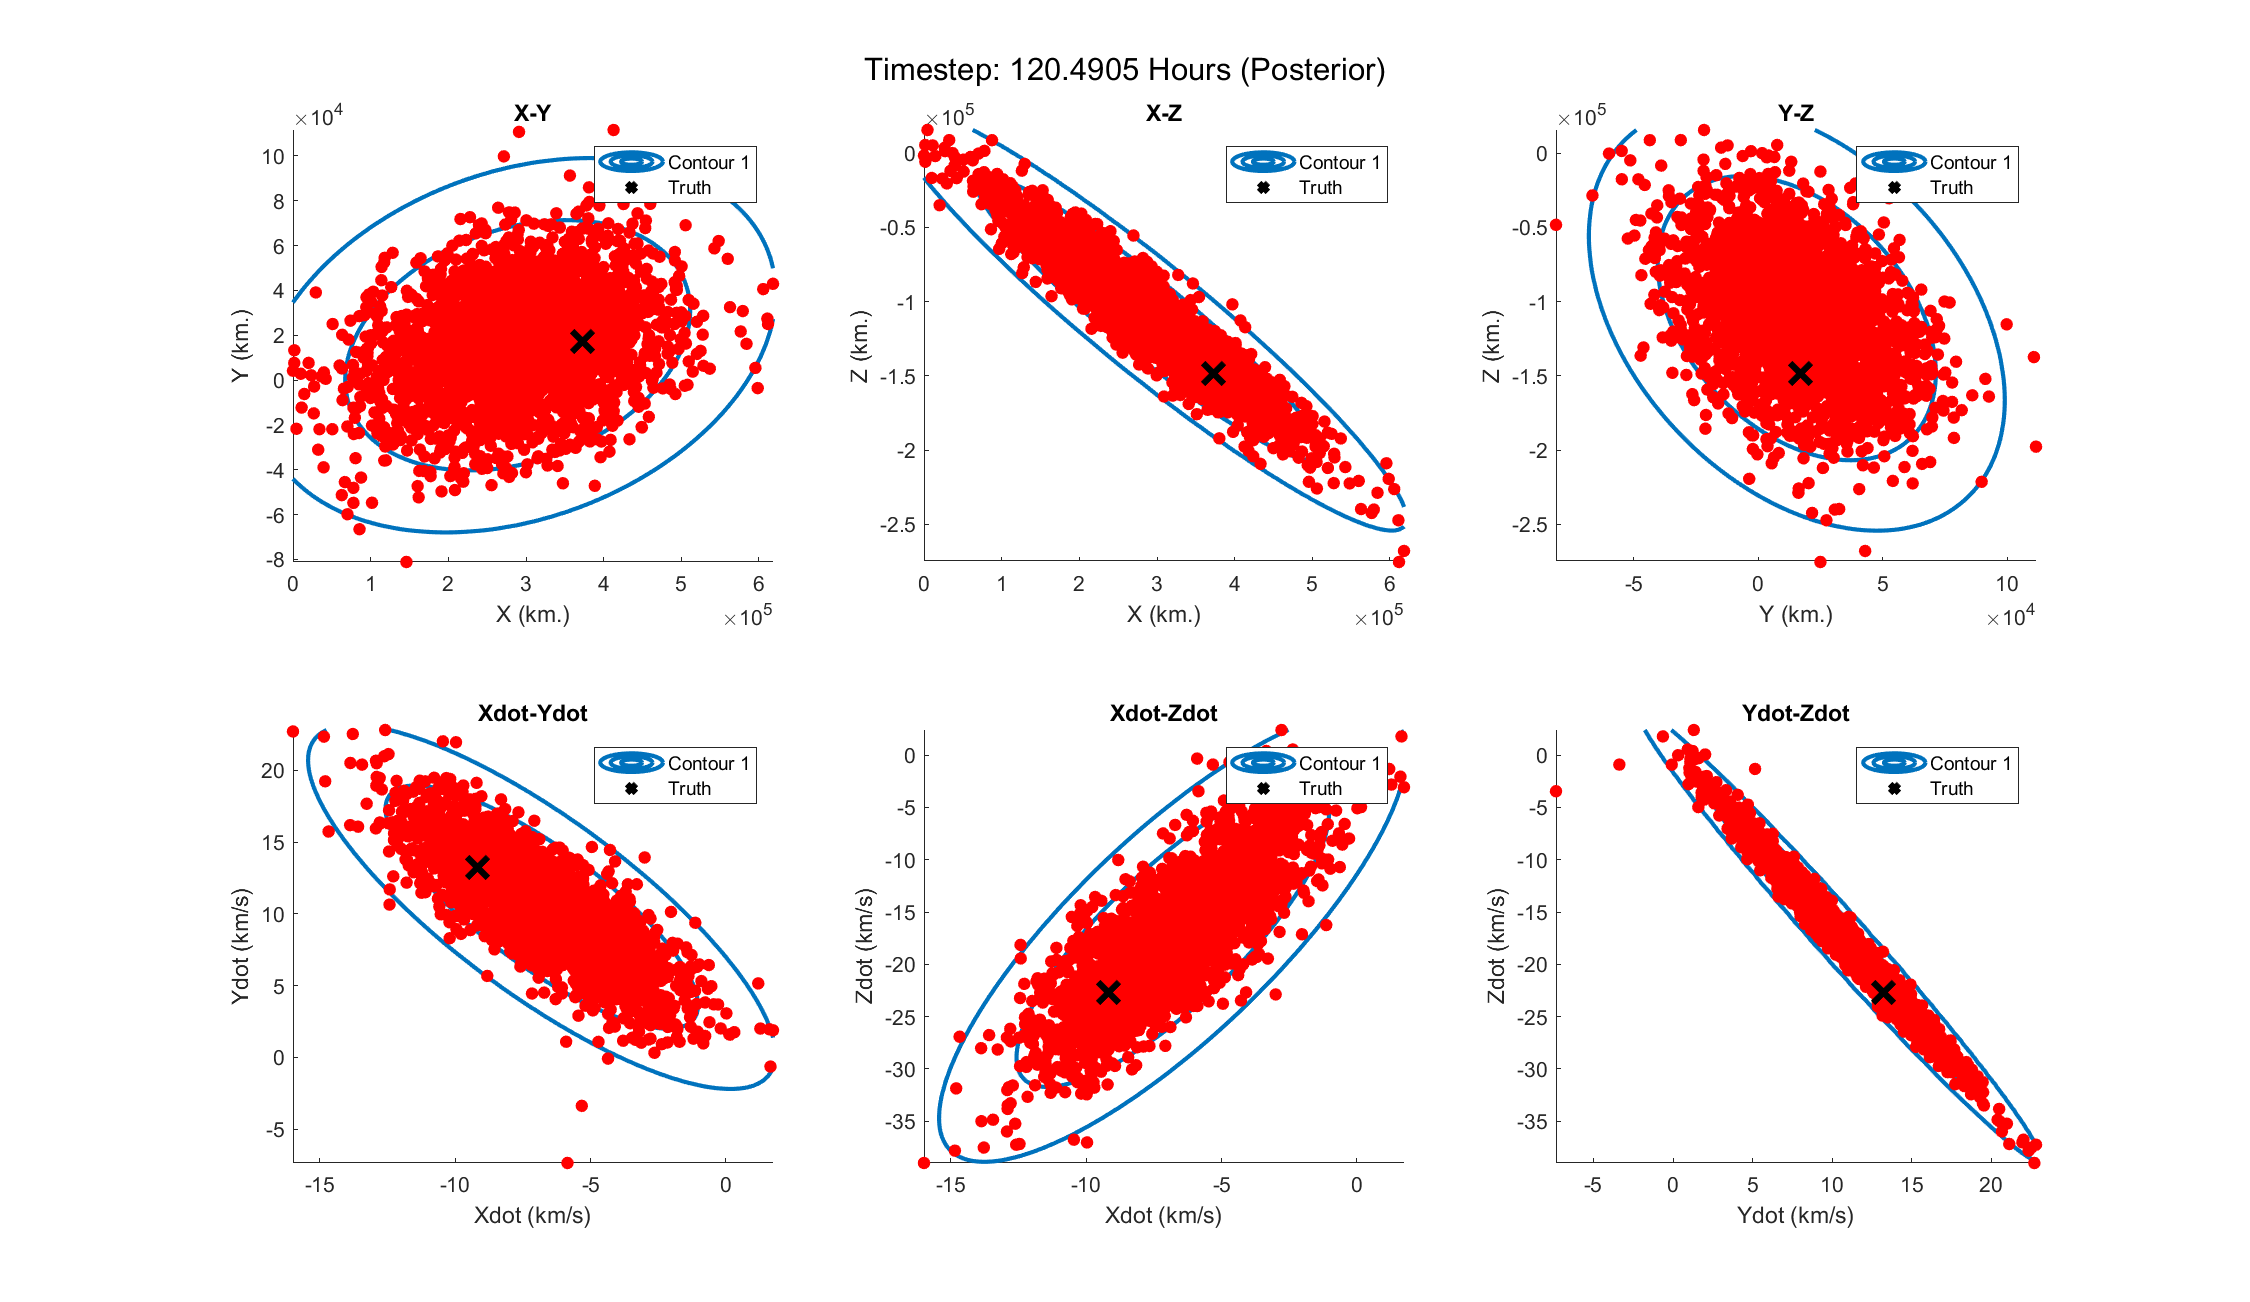 Timestep: 120.4905 Hours (Posterior)
X-Y
×10^4
10
8
6
4
2
0
-2
-4
-6
-8
Y (km.)
0 1 2 3 4 5 6
X (km.)
×10^5
Contour 1
Truth
X-Z
×10^5
0
-0.5
-1
-1.5
-2
-2.5
Z (km.)
0 1 2 3 4 5 6
X (km.)
×10^5
Contour 1
Truth
Y-Z
×10^5
0
-0.5
-1
-1.5
-2
-2.5
Z (km.)
-5 0 5 10
Y (km.)
×10^4
Contour 1
Truth
Xdot-Ydot
20
15
10
5
0
-5
Ydot (km/s)
-15 -10 -5 0
Xdot (km/s)
Contour 1
Truth
Xdot-Zdot
0
-5
-10
-15
-20
-25
-30
-35
Zdot (km/s)
-15 -10 -5 0
Xdot (km/s)
Contour 1
Truth
Ydot-Zdot
0
-5
-10
-15
-20
-25
-30
-35
Zdot (km/s)
-5 0 5 10 15 20
Ydot (km/s)
Contour 1
Truth